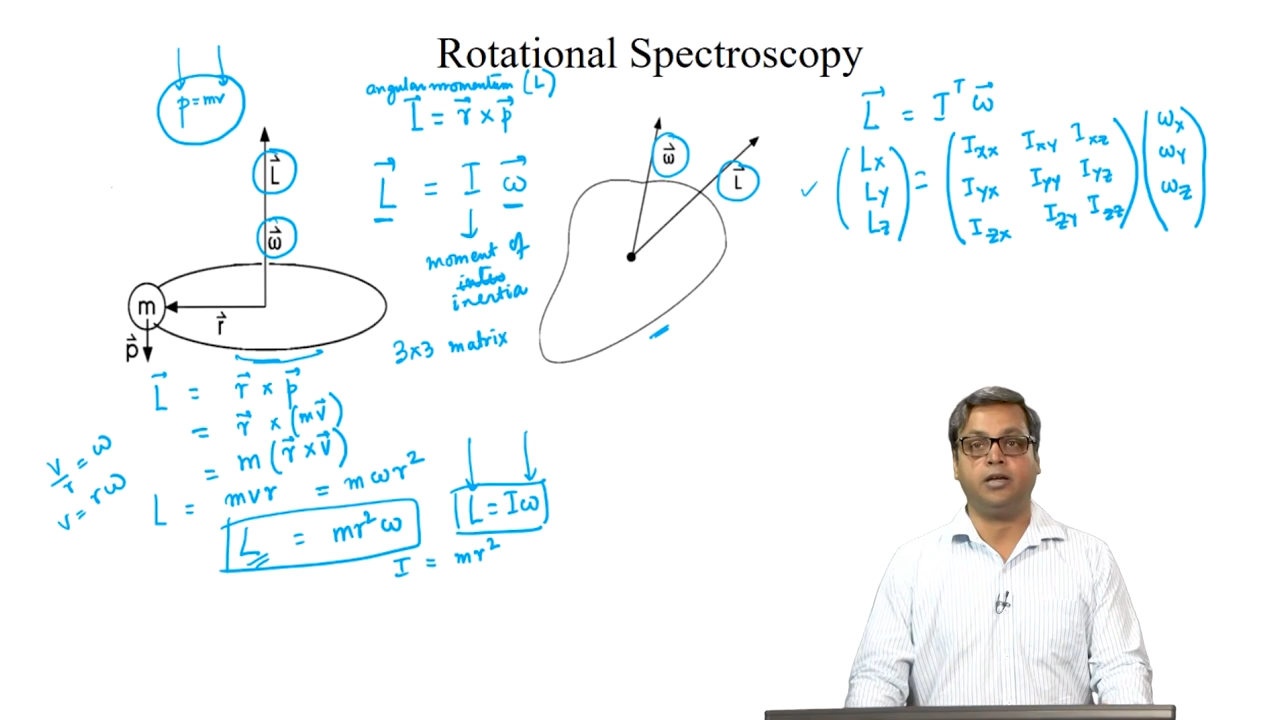 Rotational Spectroscopy
p = mv
angular momentum (L)
L⃗ = r⃗ × p⃗
L⃗ = I ω⃗
moment of
inertia
3×3 matrix
L⃗
ω⃗
m
r⃗
p⃗
ω⃗
L⃗
L⃗ = I^T ω⃗
✓ (Lx Ly Lz) = (Ixx Ixy Ixz
Iyx Iyy Iyz
Izx Izy Izz) (ωx ωy ωz)
L⃗ = r⃗ × p⃗
= r⃗ × (mv⃗)
= m (r⃗ × v⃗)
v/r = ω
v = rω
L = mvr = mωr²
L = mr²ω
L = Iω
I = mr²